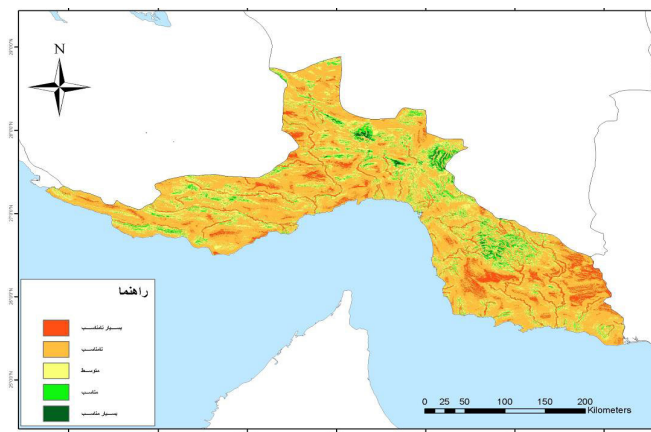 N
راهنما
بسیار نامناسب
نامناسب
متوسط
مناسب
بسیار مناسب
0 25 50 100 150 200
Kilometers